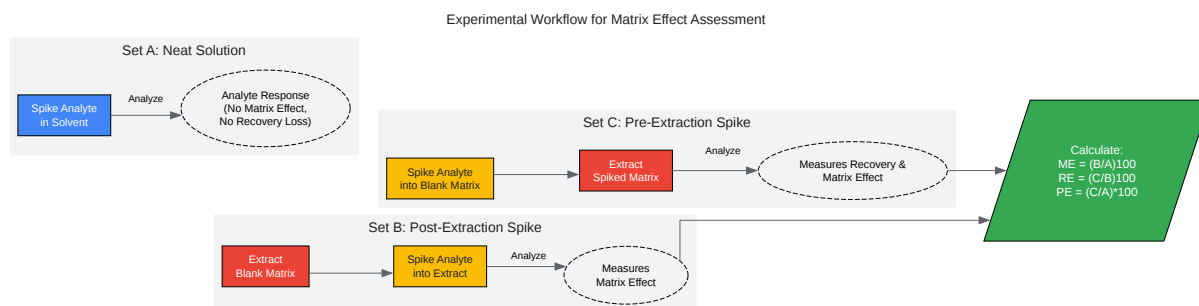 Experimental Workflow for Matrix Effect Assessment
Set A: Neat Solution
Spike Analyte
in Solvent
Analyze
Analyte Response
(No Matrix Effect,
No Recovery Loss)
Set C: Pre-Extraction Spike
Spike Analyte
into Blank Matrix
Extract
Spiked Matrix
Analyze
Measures Recovery &
Matrix Effect
Set B: Post-Extraction Spike
Extract
Blank Matrix
Spike Analyte
into Extract
Analyze
Measures
Matrix Effect
Calculate:
ME = (B/A)100
RE = (C/B)100
PE = (C/A)*100